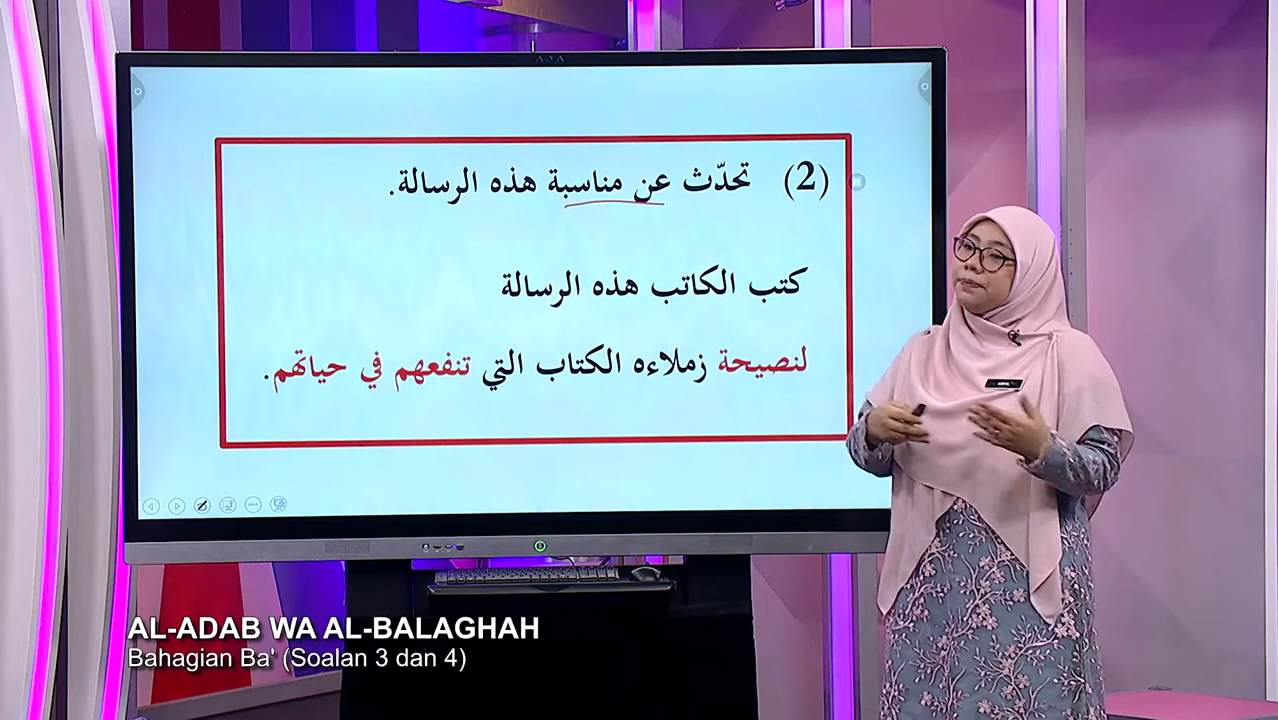 (2) تحدّث عن مناسبة هذه الرسالة.
كتب الكاتب هذه الرسالة
لنصيحة زملاءه الكتاب التي تنفعهم في حياتهم.
AL-ADAB WA AL-BALAGHAH
Bahagian Ba' (Soalan 3 dan 4)